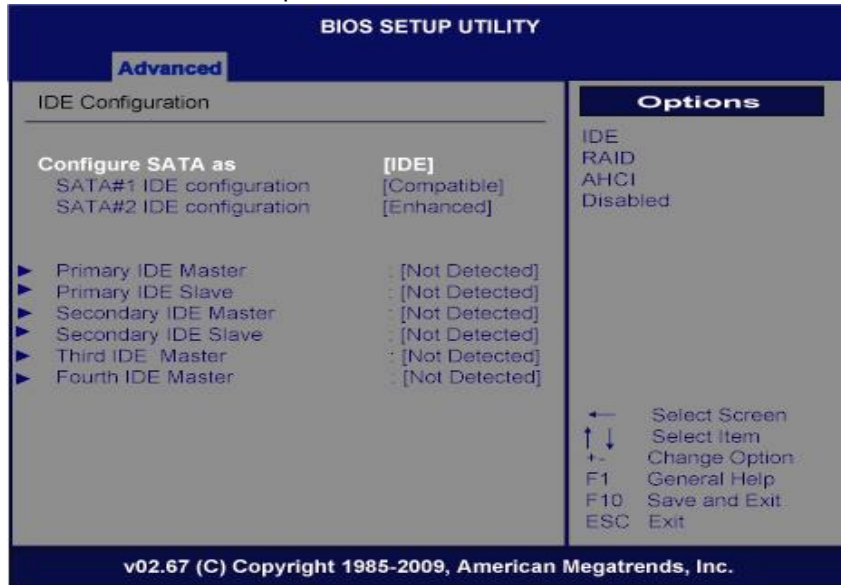 BIOS SETUP UTILITY
Advanced
IDE Configuration
Configure SATA as [IDE]
SATA#1 IDE configuration [Compatible]
SATA#2 IDE configuration [Enhanced]
► Primary IDE Master : [Not Detected]
► Primary IDE Slave : [Not Detected]
► Secondary IDE Master : [Not Detected]
► Secondary IDE Slave : [Not Detected]
► Third IDE Master : [Not Detected]
► Fourth IDE Master : [Not Detected]
Options
IDE
RAID
AHCI
Disabled
← Select Screen
↑↓ Select Item
+- Change Option
F1 General Help
F10 Save and Exit
ESC Exit
v02.67 (C) Copyright 1985-2009, American Megatrends, Inc.